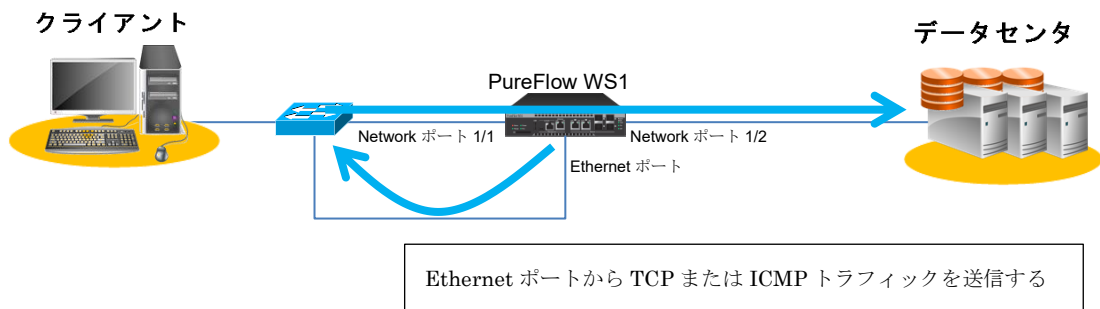 クライアント
データセンタ
PureFlow WS1
Network ポート 1/1
Network ポート 1/2
Ethernet ポート
Ethernet ポートから TCP または ICMP トラフィックを送信する